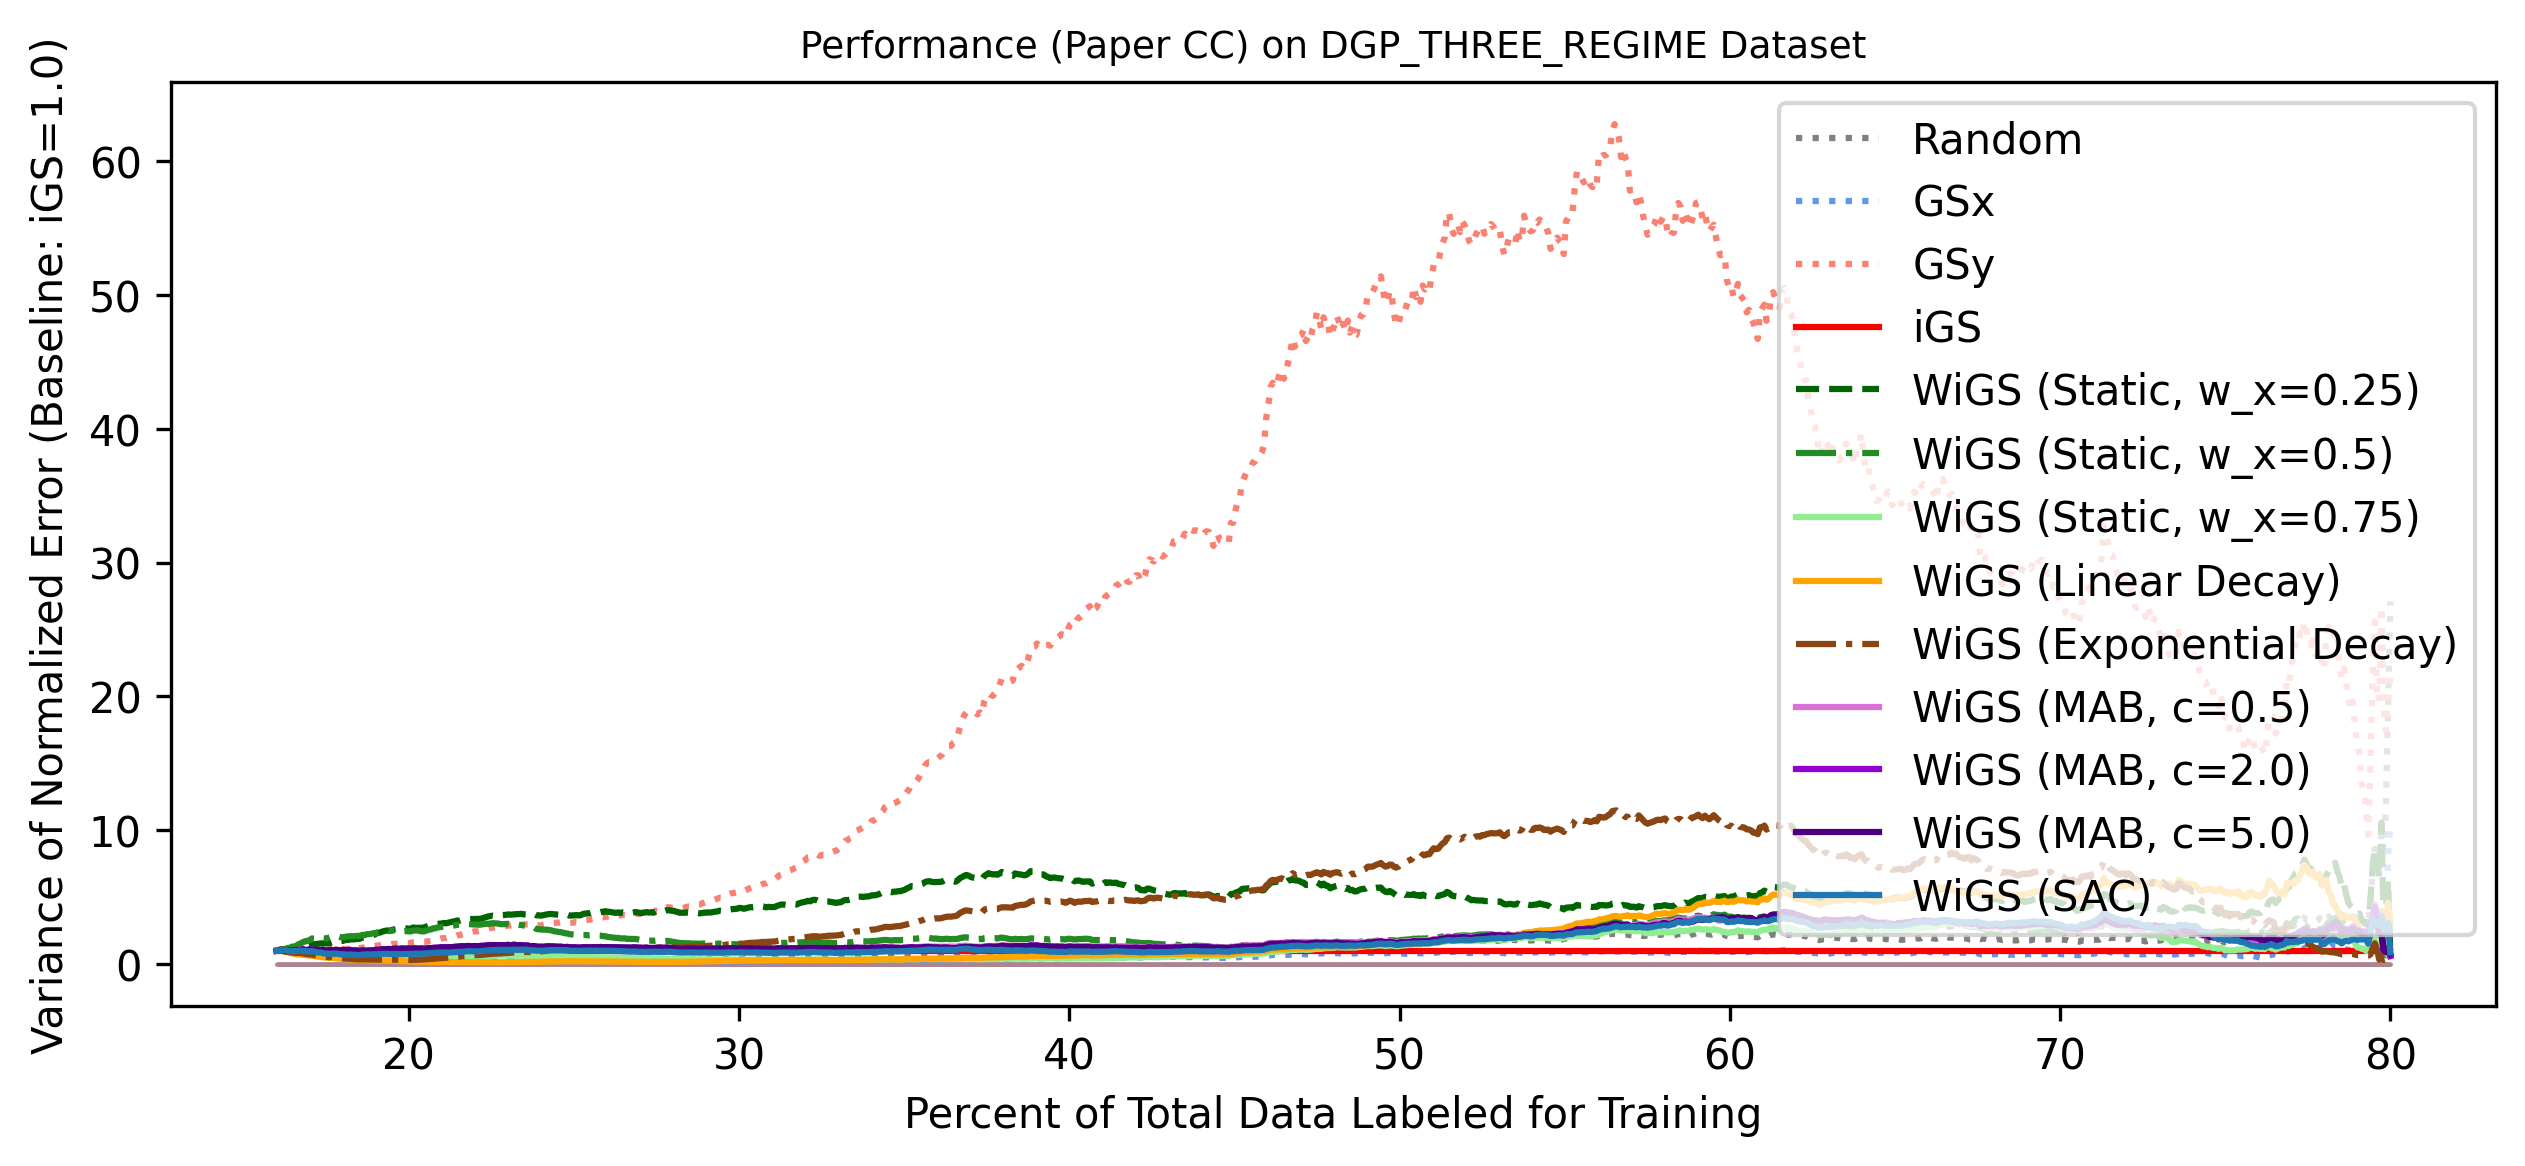 Performance (Paper CC) on DGP_THREE_REGIME Dataset
Variance of Normalized Error (Baseline: iGS=1.0)
60
50
40
30
20
10
0
20
30
40
50
60
70
80
Percent of Total Data Labeled for Training
Random
GSx
GSy
iGS
WiGS (Static, w_x=0.25)
WiGS (Static, w_x=0.5)
WiGS (Static, w_x=0.75)
WiGS (Linear Decay)
WiGS (Exponential Decay)
WiGS (MAB, c=0.5)
WiGS (MAB, c=2.0)
WiGS (MAB, c=5.0)
WiGS (SAC)